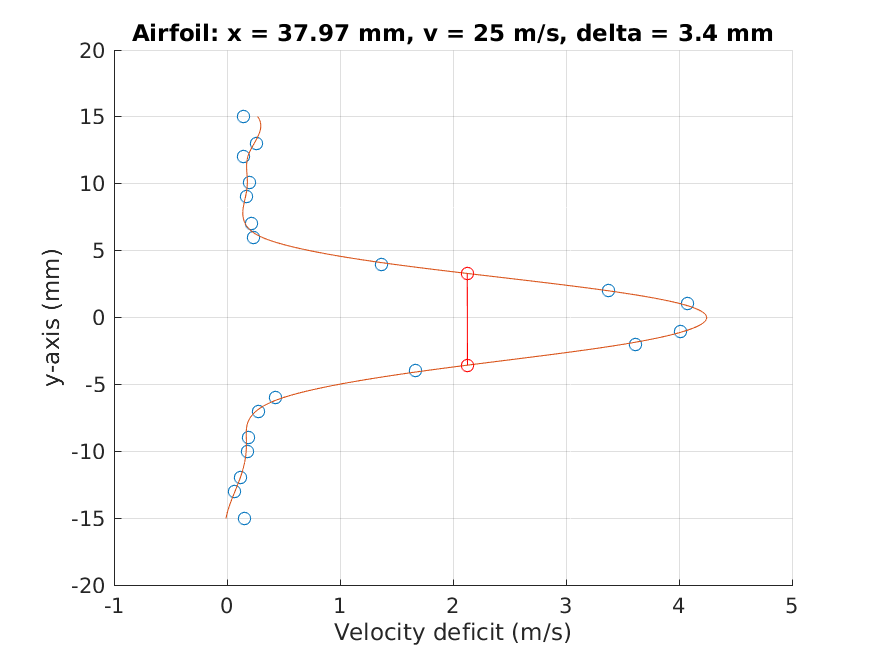 Airfoil: x = 37.97 mm, v = 25 m/s, delta = 3.4 mm
20
15
10
5
0
-5
-10
-15
-20
y-axis (mm)
-1 0 1 2 3 4 5
Velocity deficit (m/s)